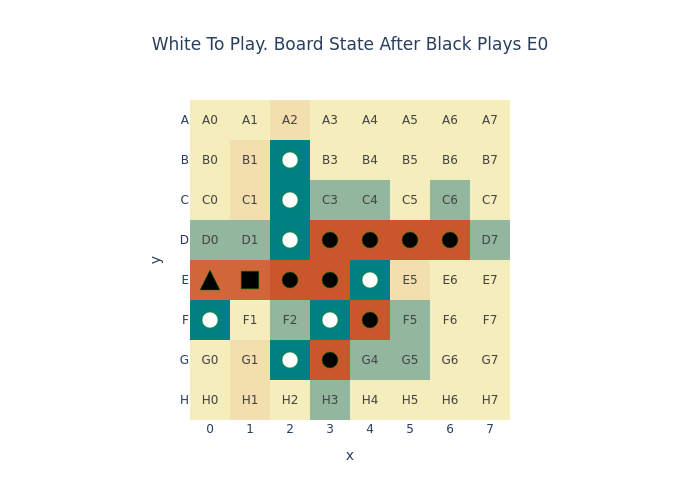 White To Play. Board State After Black Plays E0
A A0 A1 A2 A3 A4 A5 A6 A7
B B0 B1 B3 B4 B5 B6 B7
C C0 C1 C3 C4 C5 C6 C7
D D0 D1 D7
y
E E5 E6 E7
F F1 F2 F5 F6 F7
G G0 G1 G4 G5 G6 G7
H H0 H1 H2 H3 H4 H5 H6 H7
0 1 2 3 4 5 6 7
x